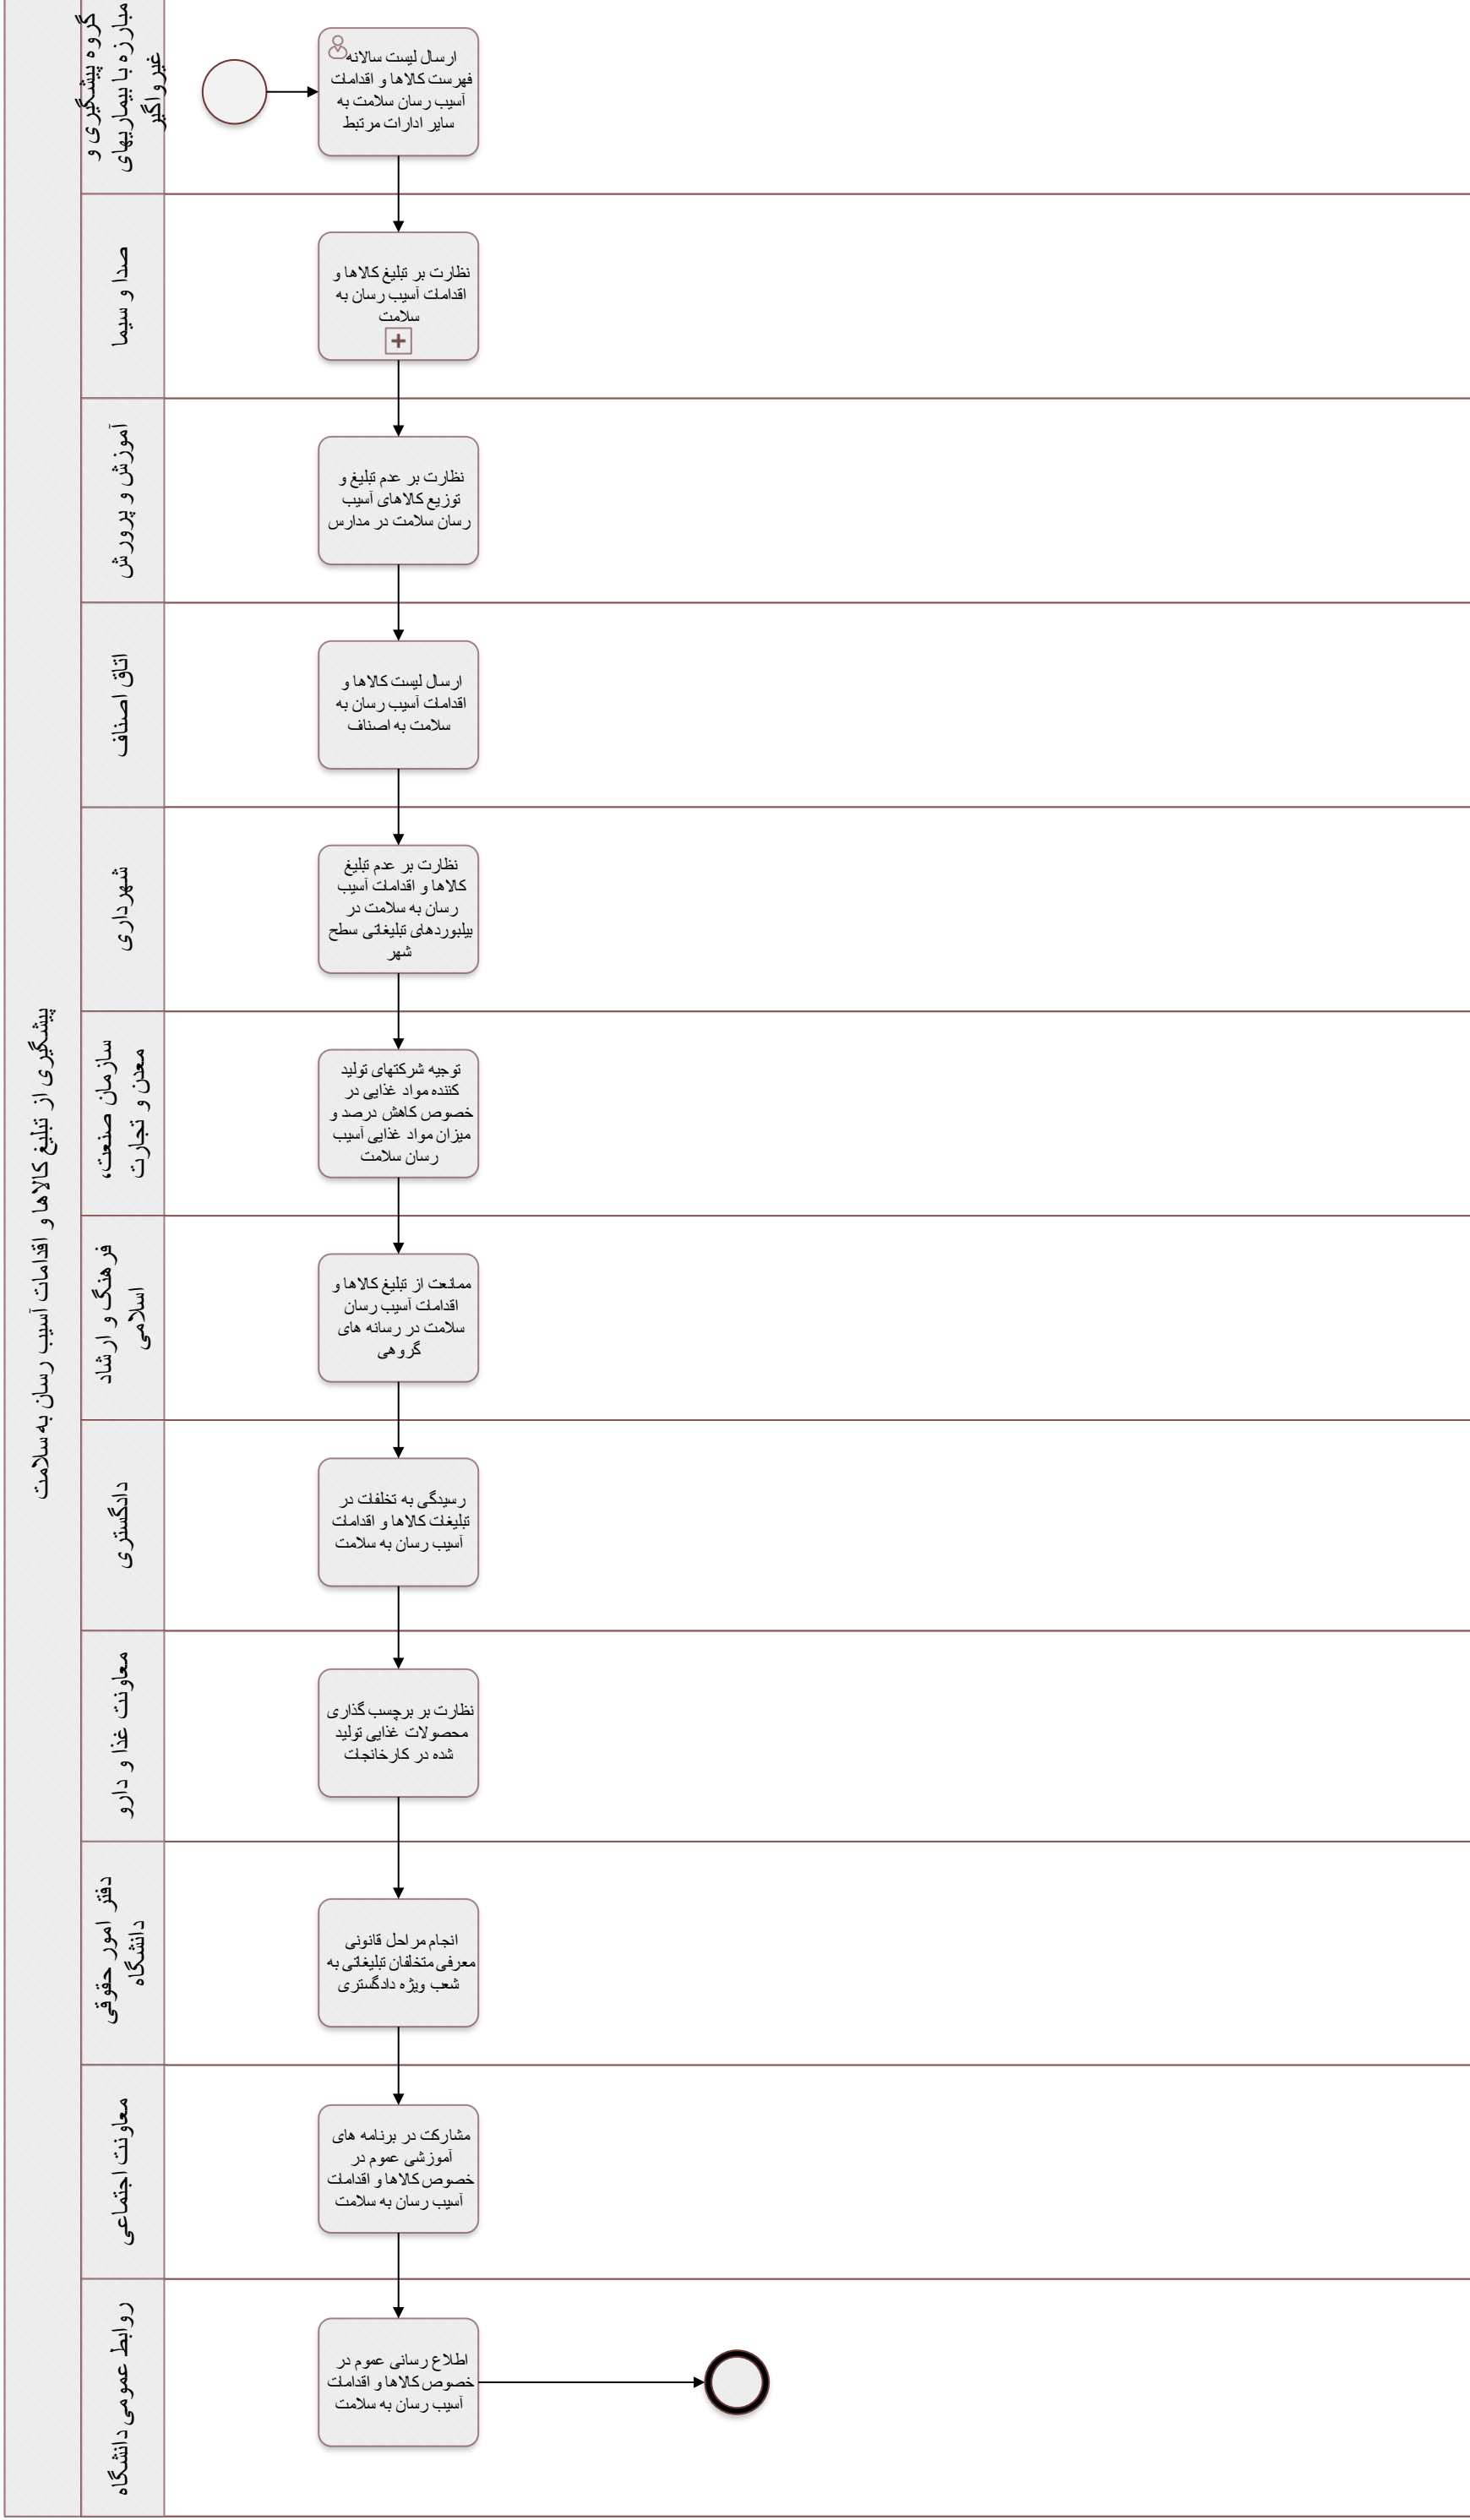 پیشگیری از تبلیغ کالاها و اقدامات آسیب رسان به سلامت
گروه پیشگیری و
مبارزه با بیماریهای
غیرواگیر
ارسال لیست سالانه
فهرست کالاها و اقدامات
آسیب رسان سلامت به
سایر ادارات مرتبط
صدا و سیما
نظارت بر تبلیغ کالاها و
اقدامات آسیب رسان به
سلامت
آموزش و پرورش
نظارت بر عدم تبلیغ و
توزیع کالاهای آسیب
رسان سلامت در مدارس
اتاق اصناف
ارسال لیست کالاها و
اقدامات آسیب رسان به
سلامت به اصناف
شهرداری
نظارت بر عدم تبلیغ
کالاها و اقدامات آسیب
رسان به سلامت در
بیلبوردهای تبلیغاتی سطح
شهر
سازمان صنعت،
معدن و تجارت
توجیه شرکتهای تولید
کننده مواد غذایی در
خصوص کاهش درصد و
میزان مواد غذایی آسیب
رسان سلامت
فرهنگ و ارشاد
اسلامی
ممانعت از تبلیغ کالاها و
اقدامات آسیب رسان
سلامت در رسانه های
گروهی
دادگستری
رسیدگی به تخلفات در
تبلیغات کالاها و اقدامات
آسیب رسان به سلامت
معاونت غذا و دارو
نظارت بر برچسب گذاری
محصولات غذایی تولید
شده در کارخانجات
دفتر امور حقوقی
دانشگاه
انجام مراحل قانونی
معرفی متخلفان تبلیغاتی به
شعب ویژه دادگستری
معاونت اجتماعی
مشارکت در برنامه های
آموزشی عموم در
خصوص کالاها و اقدامات
آسیب رسان به سلامت
روابط عمومی دانشگاه
اطلاع رسانی عموم در
خصوص کالاها و اقدامات
آسیب رسان به سلامت